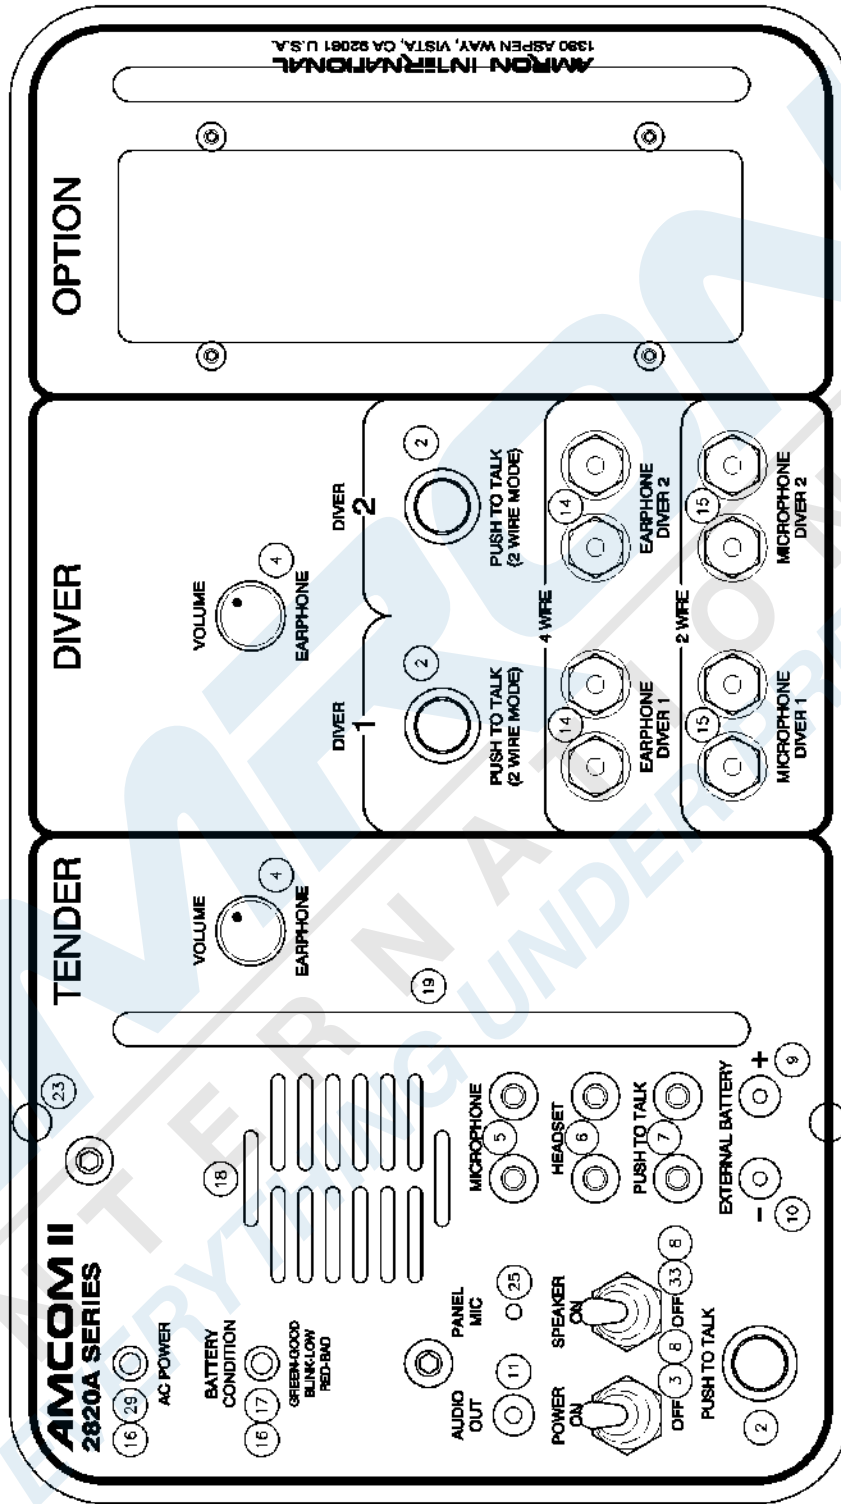 AMCOM II
2820A SERIES
16
29
AC POWER
BATTERY
CONDITION
16
17
GREEN-GOOD
BLINK-LOW
RED-BAD
23
18
19
AUDIO
OUT
11
PANEL
MIC
25
POWER
ON
OFF
3
8
SPEAKER
ON
OFF
33
8
PUSH TO TALK
2
MICROPHONE
5
HEADSET
6
PUSH TO TALK
7
EXTERNAL BATTERY
-
+
10
9
TENDER
VOLUME
4
EARPHONE
DIVER
VOLUME
4
EARPHONE
DIVER
1
2
PUSH TO TALK
(2 WIRE MODE)
DIVER
2
2
PUSH TO TALK
(2 WIRE MODE)
4 WIRE
14
EARPHONE
DIVER 1
14
EARPHONE
DIVER 2
2 WIRE
15
MICROPHONE
DIVER 1
15
MICROPHONE
DIVER 2
OPTION
AMRON INTERNATIONAL
1380 ASPEN WAY, VISTA, CA 92081 U.S.A.
AMRON
INTERNATIONAL
EVERYTHING UNDER PRE